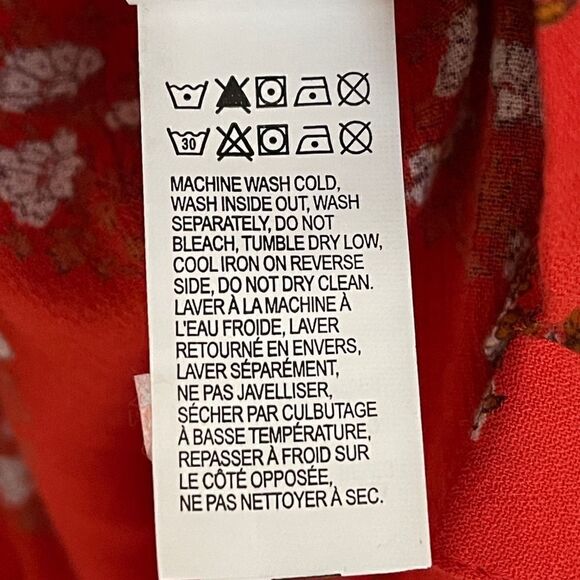 30
MACHINE WASH COLD,
WASH INSIDE OUT, WASH
SEPARATELY, DO NOT
BLEACH, TUMBLE DRY LOW,
COOL IRON ON REVERSE
SIDE, DO NOT DRY CLEAN.
LAVER À LA MACHINE À
L'EAU FROIDE, LAVER
RETOURNÉ EN ENVERS,
LAVER SÉPARÉMENT,
NE PAS JAVELLISER,
SÉCHER PAR CULBUTAGE
À BASSE TEMPÉRATURE,
REPASSER À FROID SUR
LE CÔTÉ OPPOSÉE,
NE PAS NETTOYER À SEC.